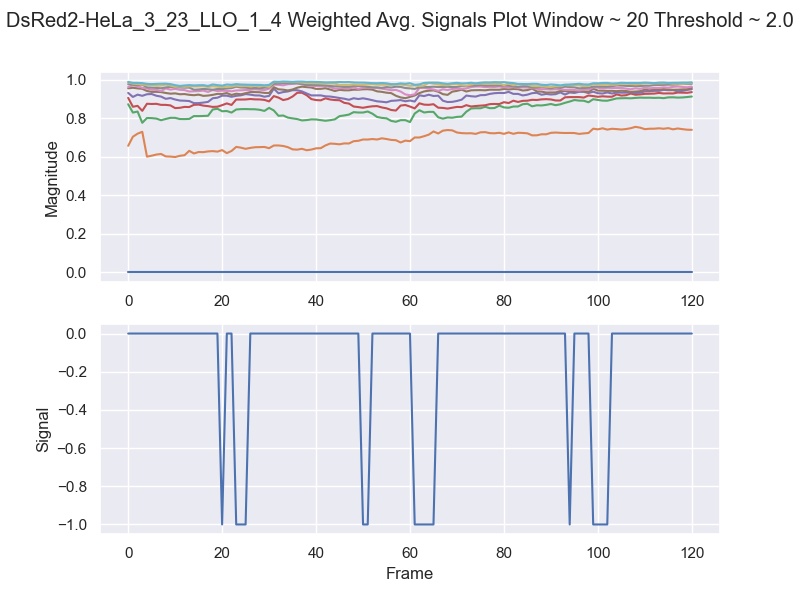 DsRed2-HeLa_3_23_LLO_1_4 Weighted Avg. Signals Plot Window ~ 20 Threshold ~ 2.0
1.0
0.8
0.6
0.4
0.2
0.0
Magnitude
0 20 40 60 80 100 120
0.0
−0.2
−0.4
−0.6
−0.8
−1.0
Signal
0 20 40 60 80 100 120
Frame